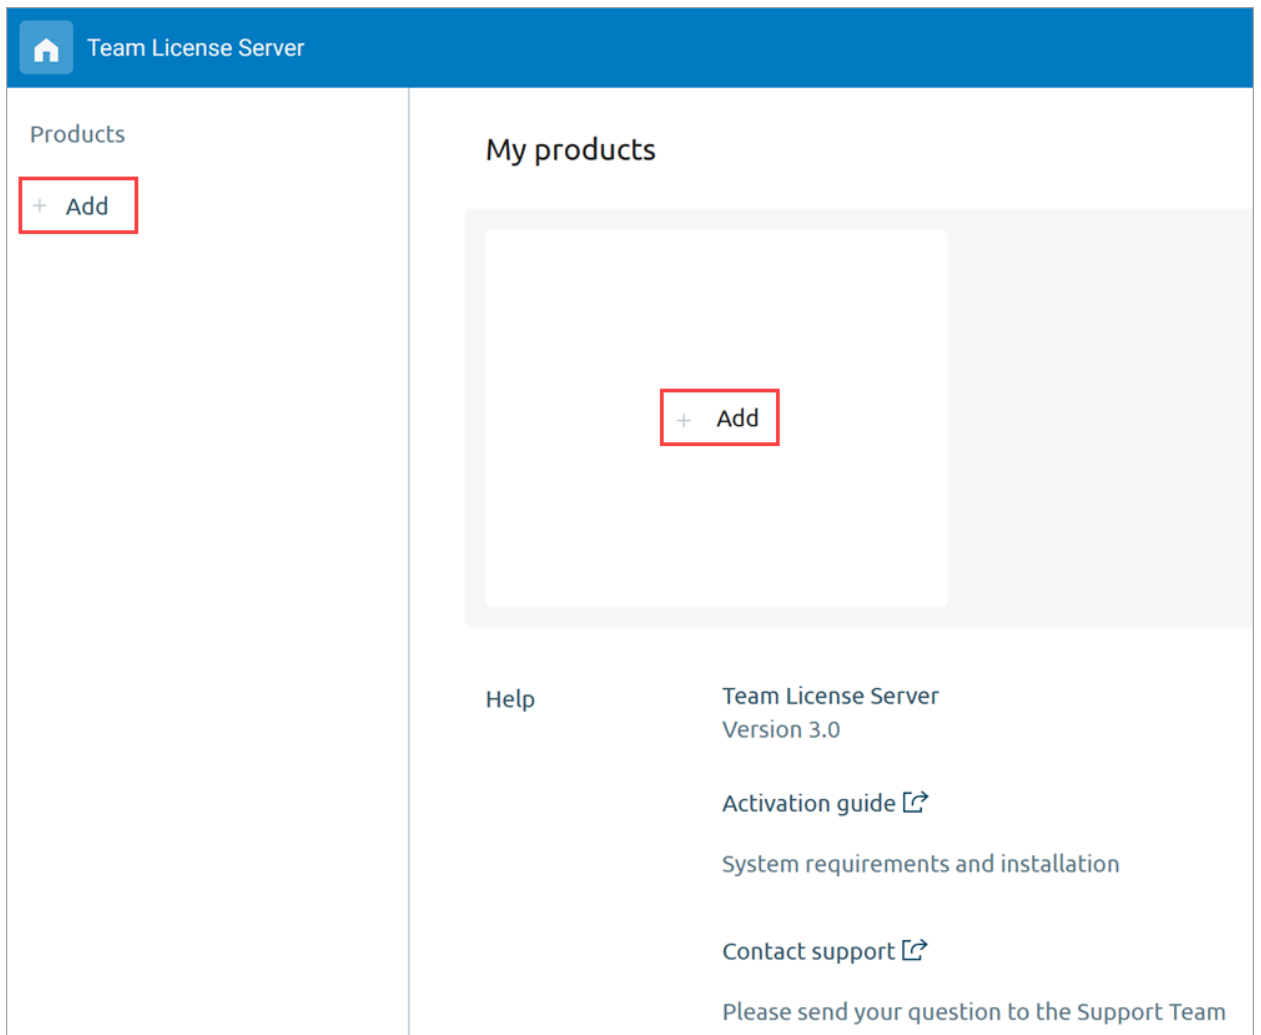 Team License Server
Products
+ Add
My products
+ Add
Help
Team License Server
Version 3.0
Activation guide
System requirements and installation
Contact support
Please send your question to the Support Team